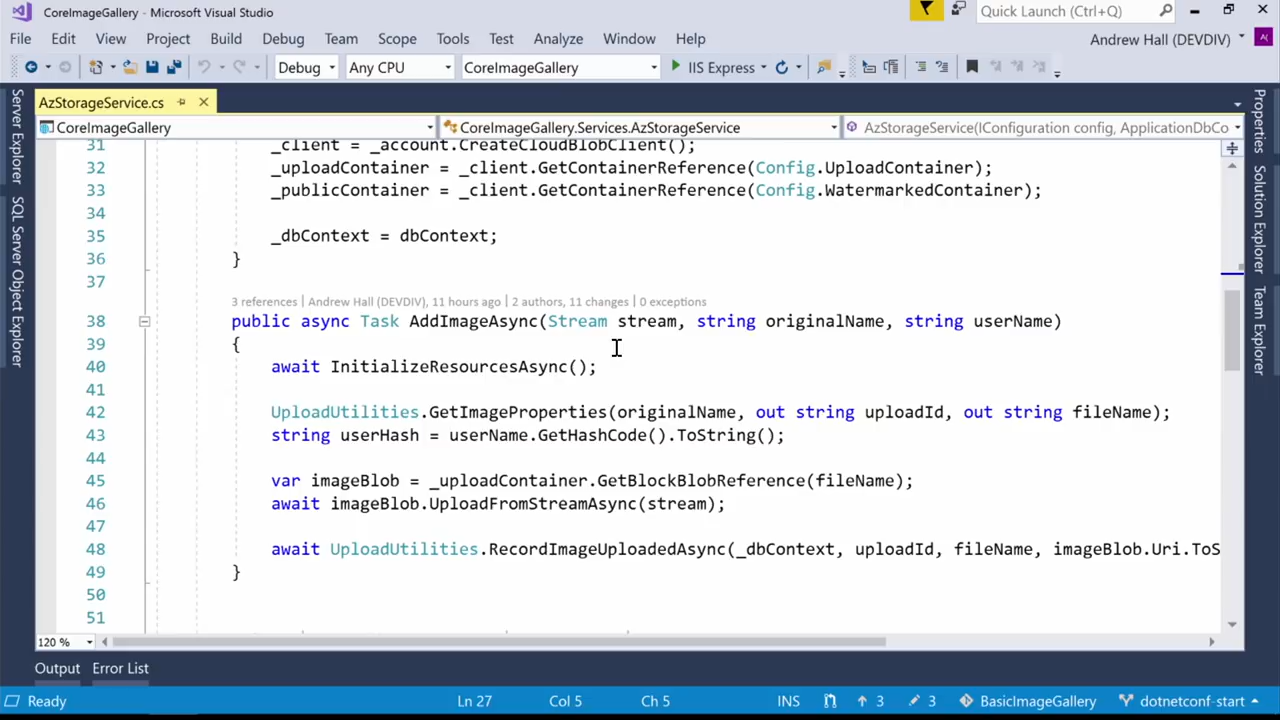 CoreImageGallery - Microsoft Visual Studio
Quick Launch (Ctrl+Q)
File Edit View Project Build Debug Team Scope Tools Test Analyze Window Help
Andrew Hall (DEVDIV)
Debug Any CPU CoreImageGallery IIS Express
AzStorageService.cs
CoreImageGallery CoreImageGallery.Services.AzStorageService AzStorageService(IConfiguration config, ApplicationDbCo
Server Explorer
SQL Server Object Explorer
31 _client = _account.CreateCloudBlobClient();
32 _uploadContainer = _client.GetContainerReference(Config.UploadContainer);
33 _publicContainer = _client.GetContainerReference(Config.WatermarkedContainer);
34
35 _dbContext = dbContext;
36 }
37
3 references | Andrew Hall (DEVDIV), 11 hours ago | 2 authors, 11 changes | 0 exceptions
38 public async Task AddImageAsync(Stream stream, string originalName, string userName)
39 {
40 await InitializeResourcesAsync();
41
42 UploadUtilities.GetImageProperties(originalName, out string uploadId, out string fileName);
43 string userHash = userName.GetHashCode().ToString();
44
45 var imageBlob = _uploadContainer.GetBlockBlobReference(fileName);
46 await imageBlob.UploadFromStreamAsync(stream);
47
48 await UploadUtilities.RecordImageUploadedAsync(_dbContext, uploadId, fileName, imageBlob.Uri.ToS
49 }
50
51
Properties
Solution Explorer
Team Explorer
120 %
Output Error List
Ready Ln 27 Col 5 Ch 5 INS 3 3 BasicImageGallery dotnetconf-start